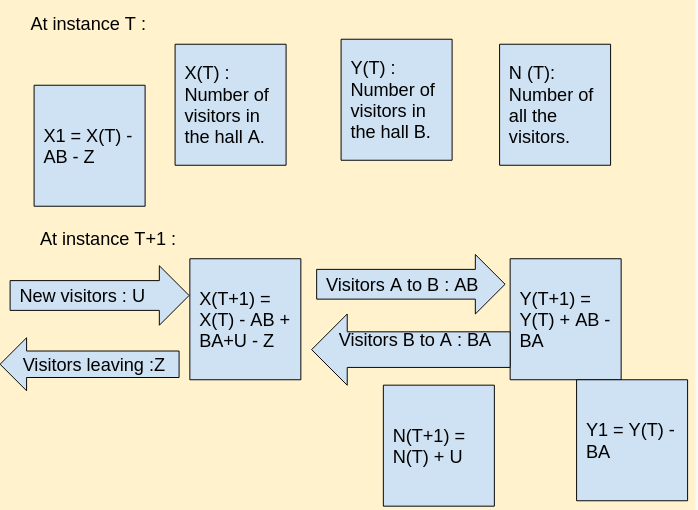 At instance T :
X1 = X(T) -
AB - Z
X(T) :
Number of
visitors in
the hall A.
Y(T) :
Number of
visitors in
the hall B.
N (T):
Number of
all the
visitors.
At instance T+1 :
New visitors : U
Visitors leaving :Z
X(T+1) =
X(T) - AB +
BA+U - Z
Visitors A to B : AB
Visitors B to A : BA
Y(T+1) =
Y(T) + AB -
BA
N(T+1) =
N(T) + U
Y1 = Y(T) -
BA